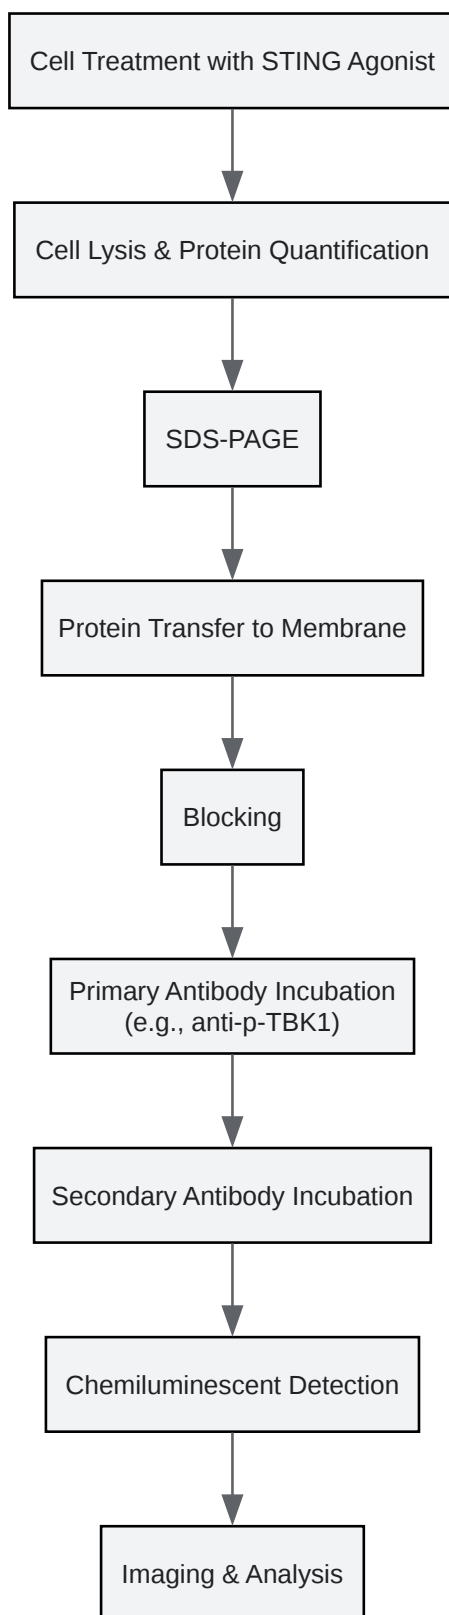 Cell Treatment with STING Agonist
Cell Lysis & Protein Quantification
SDS-PAGE
Protein Transfer to Membrane
Blocking
Primary Antibody Incubation
(e.g., anti-p-TBK1)
Secondary Antibody Incubation
Chemiluminescent Detection
Imaging & Analysis